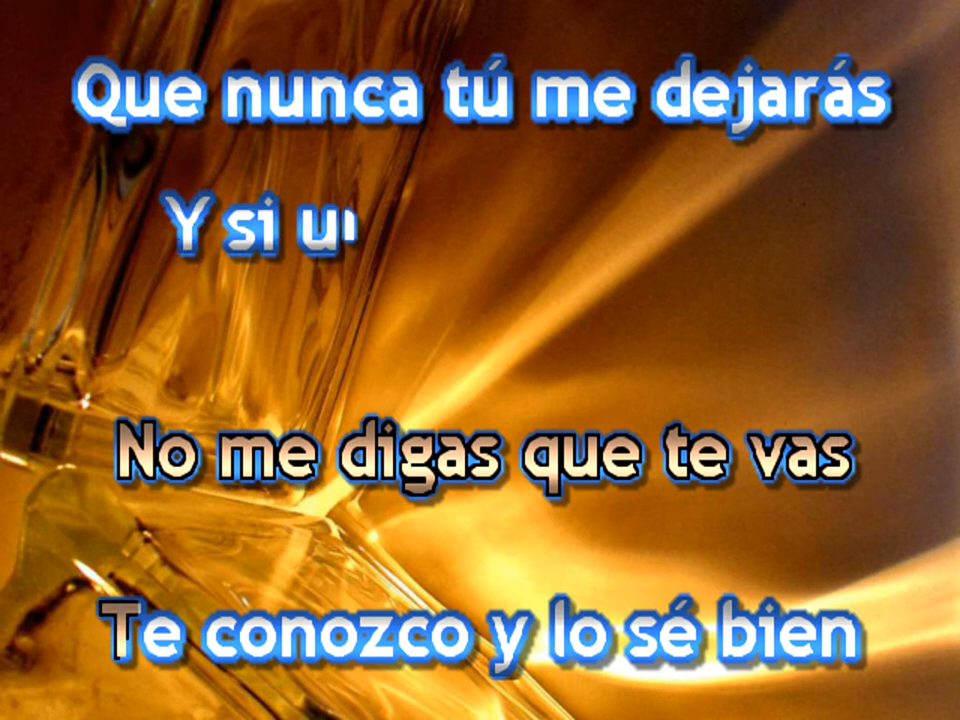 Que nunca tú me dejarás
Y si
No me digas que te vas
Te conozco y lo sé bien